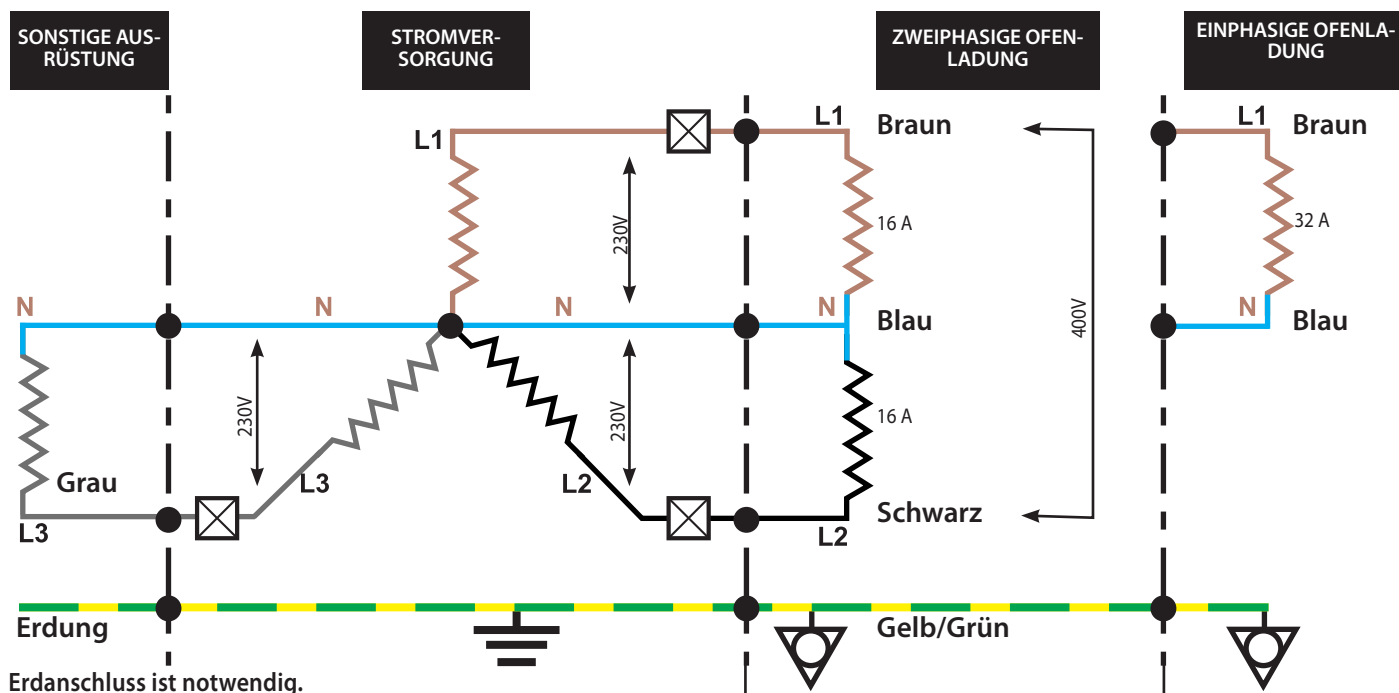 SONSTIGE AUS-
RÜSTUNG
STROMVER-
SORGUNG
ZWEIPHASIGE OFEN-
LADUNG
EINPHASIGE OFENLA-
DUNG
L1
L1
Braun
L1
Braun
230V
16 A
32 A
400V
N
N
N
N
Blau
N
Blau
230V
230V
16 A
Grau
L3
L2
Schwarz
L3
L2
Erdung
Gelb/Grün
Erdanschluss ist notwendig.